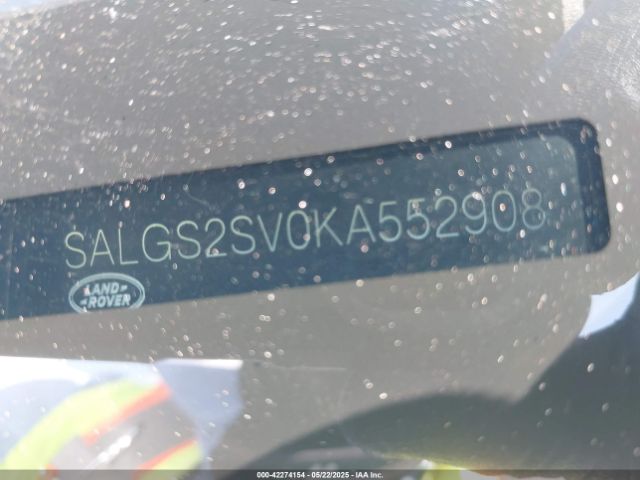 SALGS2SV0KA552908
LAND-
-ROVER
000-42274154 - 05/22/2025 - IAA Inc.